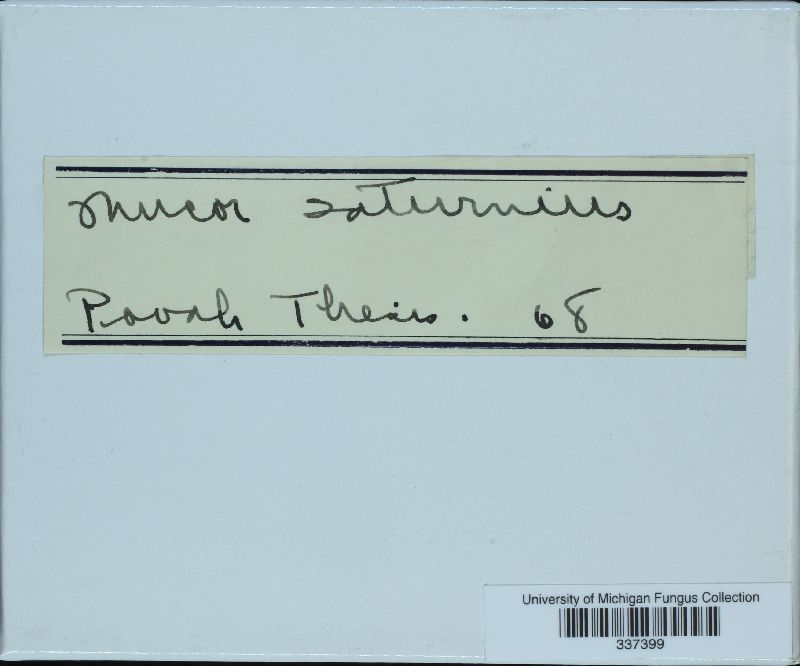 Mucor saturninus
Povah Thesis. 68
University of Michigan Fungus Collection
337399